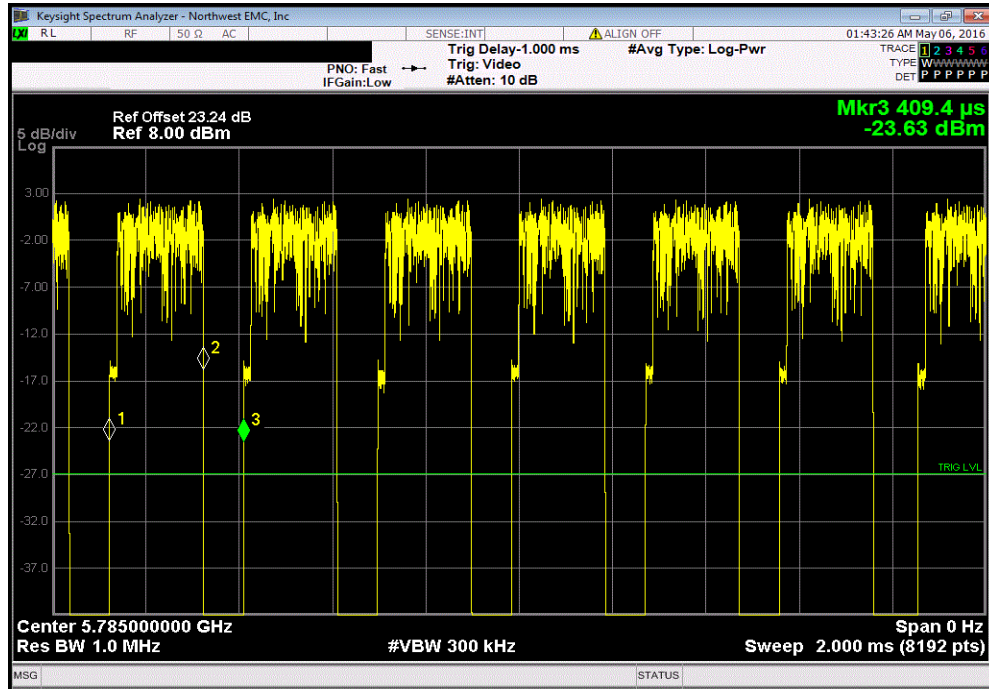 Keysight Spectrum Analyzer - Northwest EMC, Inc
LXI RL RF 50 Ω AC SENSE:INT ALIGN OFF 01:43:26 AM May 06, 2016
Trig Delay-1.000 ms #Avg Type: Log-Pwr TRACE 1 2 3 4 5 6
PNO: Fast Trig: Video TYPE WWWWWW
IFGain:Low #Atten: 10 dB DET P P P P P P
Mkr3 409.4 µs
-23.63 dBm
Ref Offset 23.24 dB
5 dB/div Ref 8.00 dBm
Log
3.00
-2.00
-7.00
-12.0
2
-17.0
-22.0
1
3
-27.0
TRIG LVL
-32.0
-37.0
Center 5.785000000 GHz Span 0 Hz
Res BW 1.0 MHz #VBW 300 kHz Sweep 2.000 ms (8192 pts)
MSG STATUS